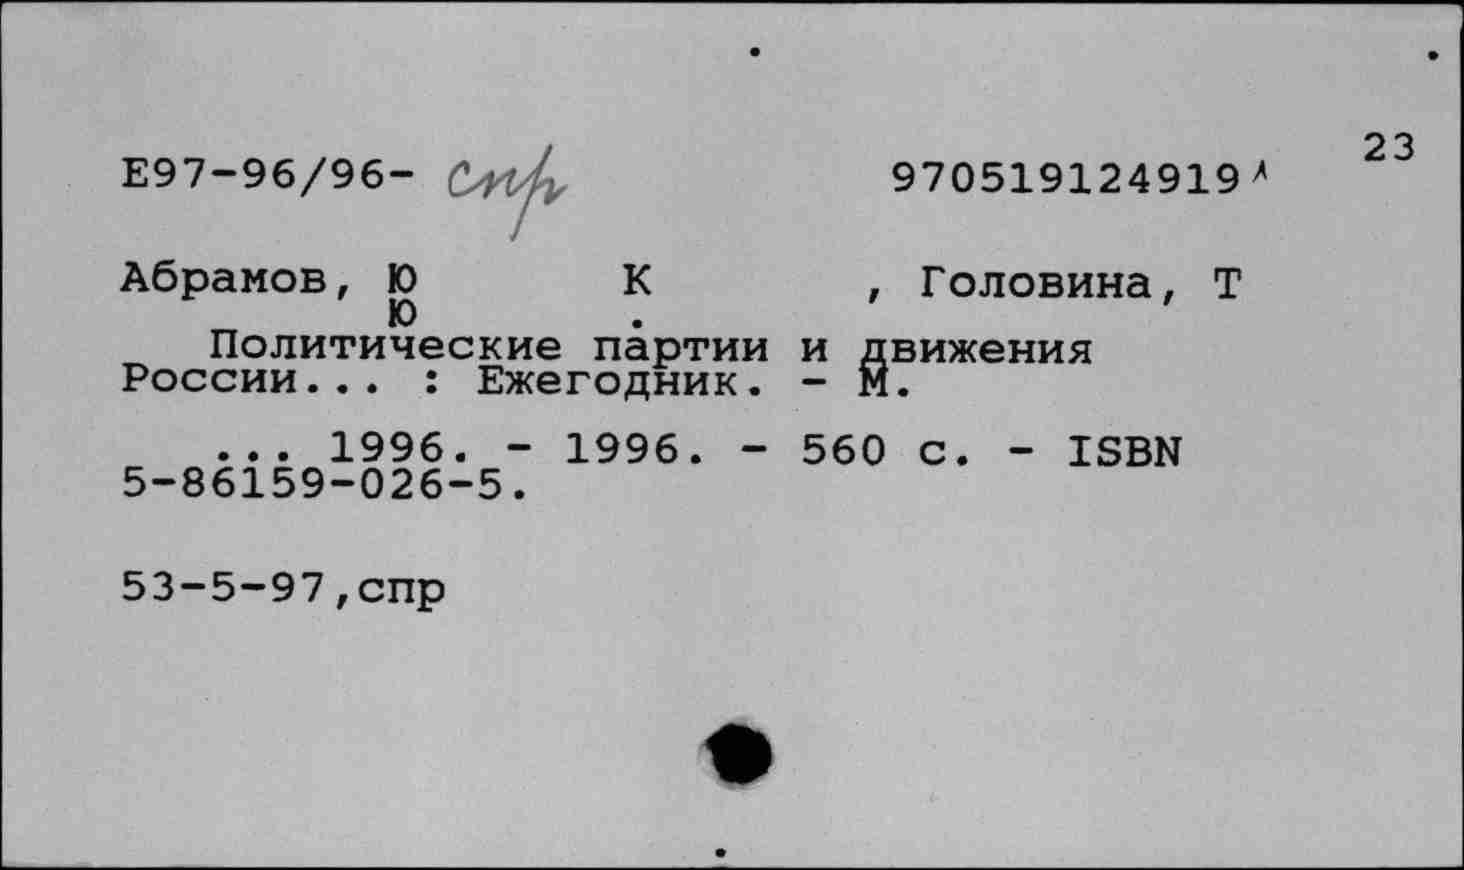 23
Е97-96/96- спр 970519124919
Абрамов, Ю К , Головина, Т
Ю .
Политические партии и движения
России... : Ежегодник. - М.
... 1996. - 1996. - 560 с. - ISBN
5-86159-026-5.
53-5-97,спр